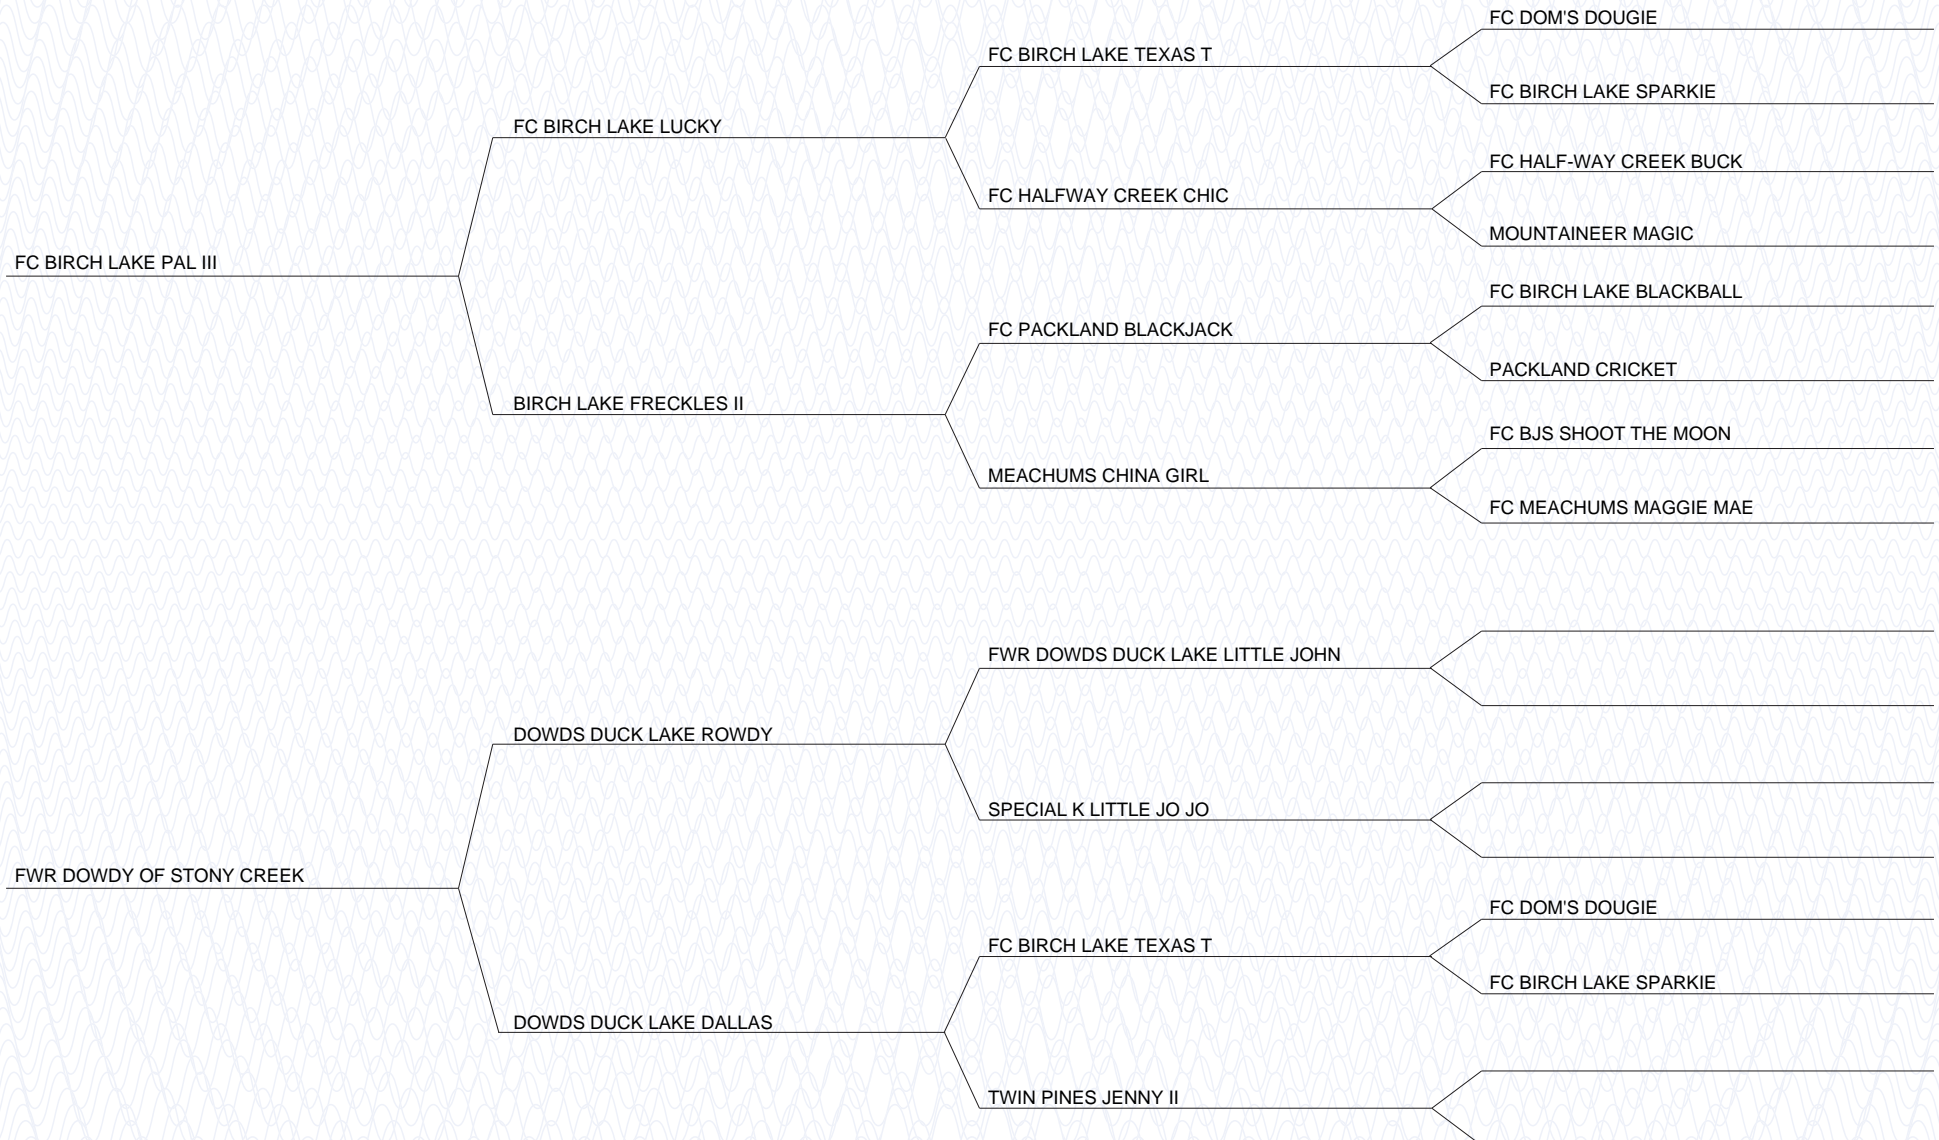 FC DOM'S DOUGIE
FC BIRCH LAKE TEXAS T
FC BIRCH LAKE SPARKIE
FC BIRCH LAKE LUCKY
FC HALF-WAY CREEK BUCK
FC HALFWAY CREEK CHIC
MOUNTAINEER MAGIC
FC BIRCH LAKE PAL III
FC BIRCH LAKE BLACKBALL
FC PACKLAND BLACKJACK
PACKLAND CRICKET
BIRCH LAKE FRECKLES II
FC BJS SHOOT THE MOON
MEACHUMS CHINA GIRL
FC MEACHUMS MAGGIE MAE
FWR DOWDS DUCK LAKE LITTLE JOHN
DOWDS DUCK LAKE ROWDY
SPECIAL K LITTLE JO JO
FWR DOWDY OF STONY CREEK
FC DOM'S DOUGIE
FC BIRCH LAKE TEXAS T
FC BIRCH LAKE SPARKIE
DOWDS DUCK LAKE DALLAS
TWIN PINES JENNY II